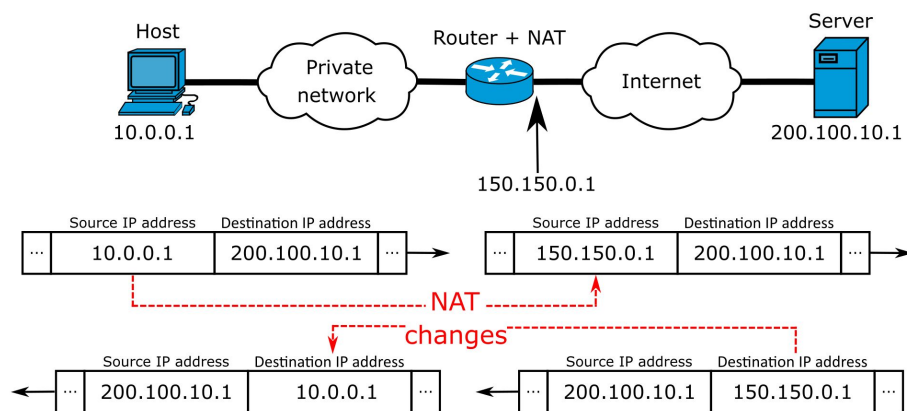 Host
Router + NAT
Server
Private
network
Internet
10.0.0.1
200.100.10.1
150.150.0.1
Source IP address Destination IP address
... 10.0.0.1 200.100.10.1 ...
Source IP address Destination IP address
... 150.150.0.1 200.100.10.1 ...
NAT
changes
Source IP address Destination IP address
... 200.100.10.1 10.0.0.1 ...
Source IP address Destination IP address
... 200.100.10.1 150.150.0.1 ...